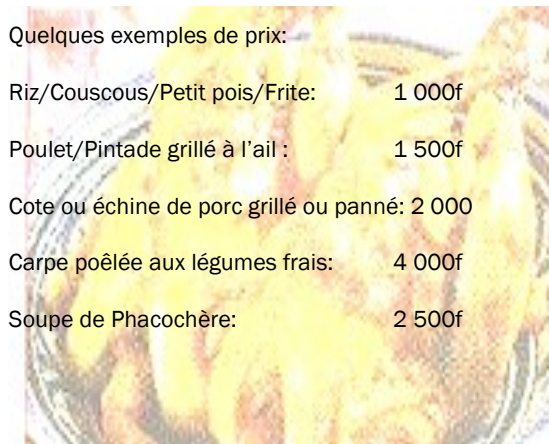 Quelques exemples de prix:
Riz/Couscous/Petit pois/Frite: 1 000f
Poulet/Pintade grillé à l’ail : 1 500f
Cote ou échine de porc grillé ou panné: 2 000
Carpe poêlée aux légumes frais: 4 000f
Soupe de Phacochère: 2 500f